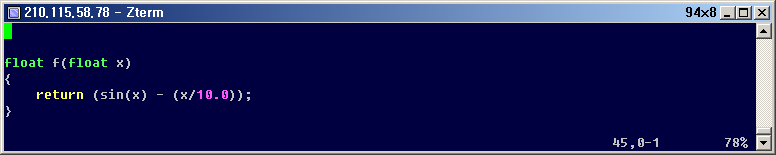 210,115,58,78 - Zterm 94x8
float f(float x)
{
    return (sin(x) - (x/10.0));
}
45,0-1 78%